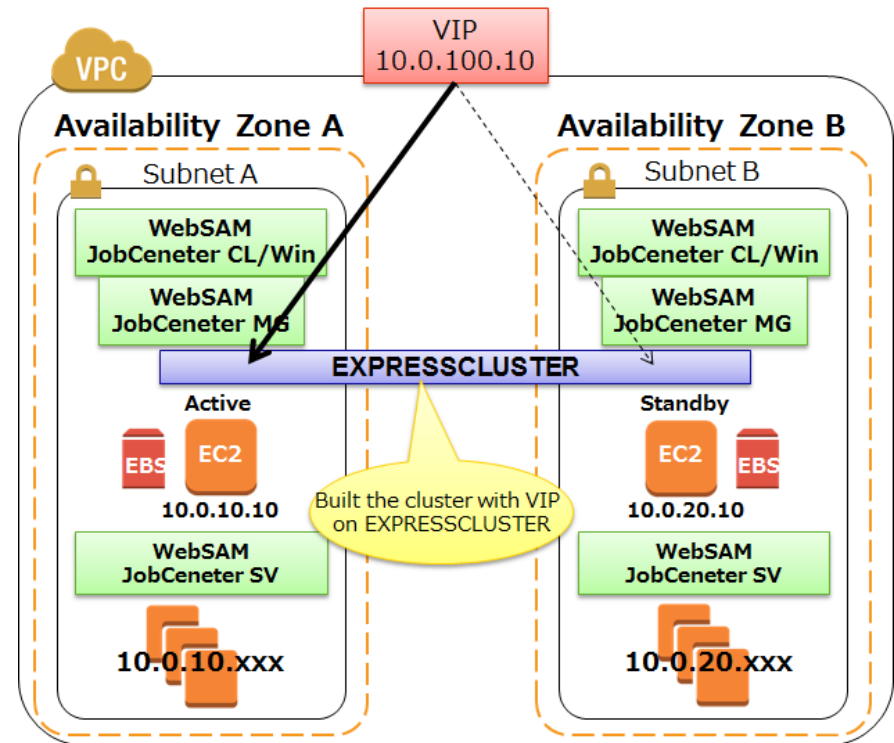 VIP
10.0.100.10
VPC
Availability Zone A
Subnet A
WebSAM
JobCeneter CL/Win
WebSAM
JobCeneter MG
Availability Zone B
Subnet B
WebSAM
JobCeneter CL/Win
WebSAM
JobCeneter MG
EXPRESSCLUSTER
Active
EBS
EC2
10.0.10.10
Built the cluster with VIP
on EXPRESSCLUSTER
Standby
EC2
EBS
10.0.20.10
WebSAM
JobCeneter SV
10.0.10.xxx
WebSAM
JobCeneter SV
10.0.20.xxx